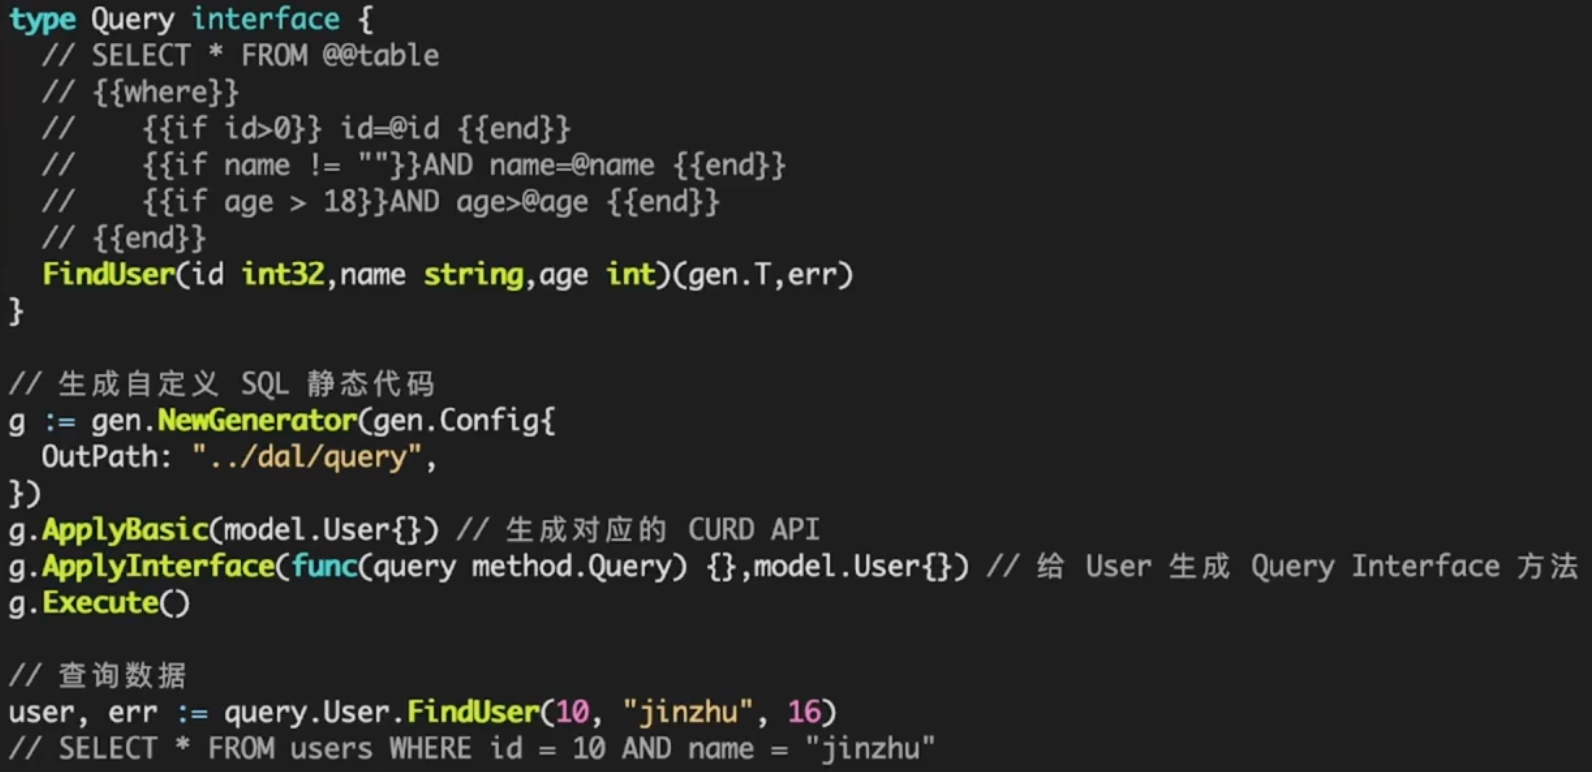 type Query interface {
  // SELECT * FROM @@table
  // {{where}}
  //    {{if id>0}} id=@id {{end}}
  //    {{if name != ""}}AND name=@name {{end}}
  //    {{if age > 18}}AND age>@age {{end}}
  // {{end}}
  FindUser(id int32,name string,age int)(gen.T,err)
}
// 生成自定义 SQL 静态代码
g := gen.NewGenerator(gen.Config{
  OutPath: "../dal/query",
})
g.ApplyBasic(model.User{}) // 生成对应的 CURD API
g.ApplyInterface(func(query method.Query) {},model.User{}) // 给 User 生成 Query Interface 方法
g.Execute()
// 查询数据
user, err := query.User.FindUser(10, "jinzhu", 16)
// SELECT * FROM users WHERE id = 10 AND name = "jinzhu"